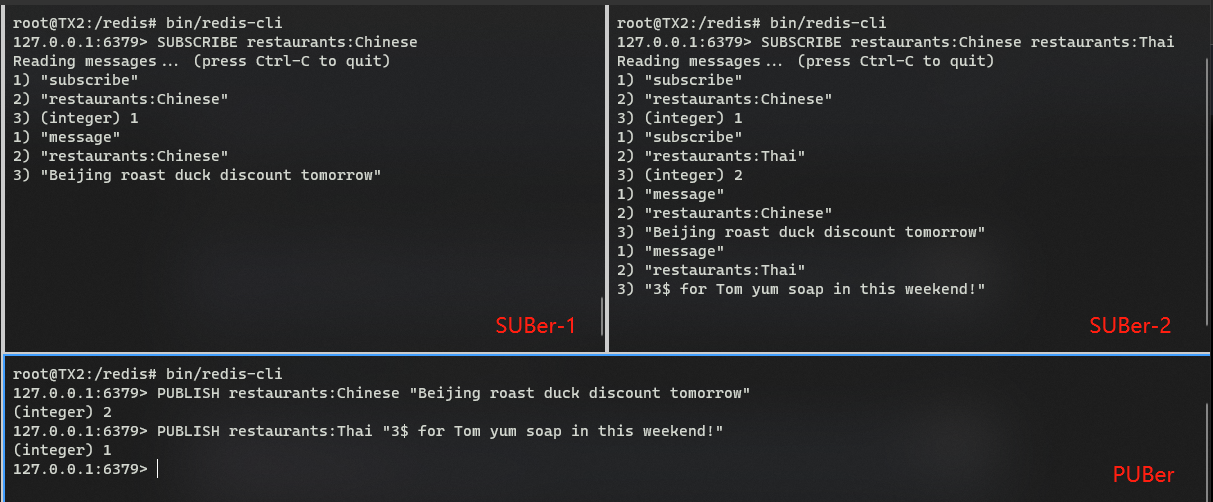 root@TX2:/redis# bin/redis-cli
127.0.0.1:6379> SUBSCRIBE restaurants:Chinese
Reading messages... (press Ctrl-C to quit)
1) "subscribe"
2) "restaurants:Chinese"
3) (integer) 1
1) "message"
2) "restaurants:Chinese"
3) "Beijing roast duck discount tomorrow"
SUBer-1
root@TX2:/redis# bin/redis-cli
127.0.0.1:6379> SUBSCRIBE restaurants:Chinese restaurants:Thai
Reading messages... (press Ctrl-C to quit)
1) "subscribe"
2) "restaurants:Chinese"
3) (integer) 1
1) "subscribe"
2) "restaurants:Thai"
3) (integer) 2
1) "message"
2) "restaurants:Chinese"
3) "Beijing roast duck discount tomorrow"
1) "message"
2) "restaurants:Thai"
3) "3$ for Tom yum soap in this weekend!"
SUBer-2
root@TX2:/redis# bin/redis-cli
127.0.0.1:6379> PUBLISH restaurants:Chinese "Beijing roast duck discount tomorrow"
(integer) 2
127.0.0.1:6379> PUBLISH restaurants:Thai "3$ for Tom yum soap in this weekend!"
(integer) 1
127.0.0.1:6379>
PUBer